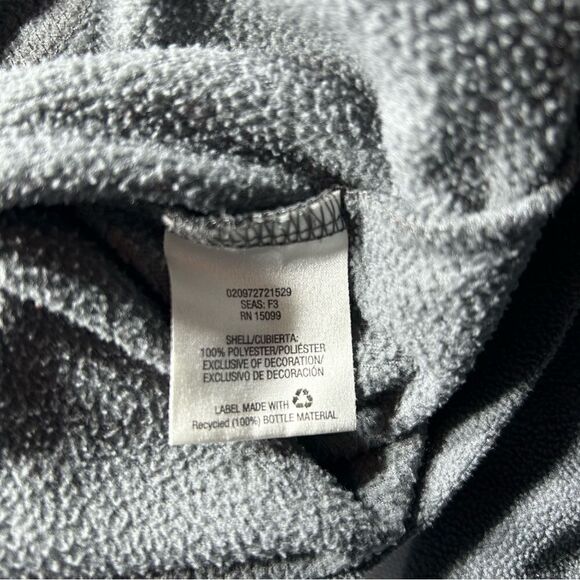 020972721529
SEAS: F3
RN 15099
SHELL/CUBIERTA:
100% POLYESTER/POLIÉSTER
EXCLUSIVE OF DECORATION/
EXCLUSIVO DE DECORACIÓN
LABEL MADE WITH
Recycled (100%) BOTTLE MATERIAL